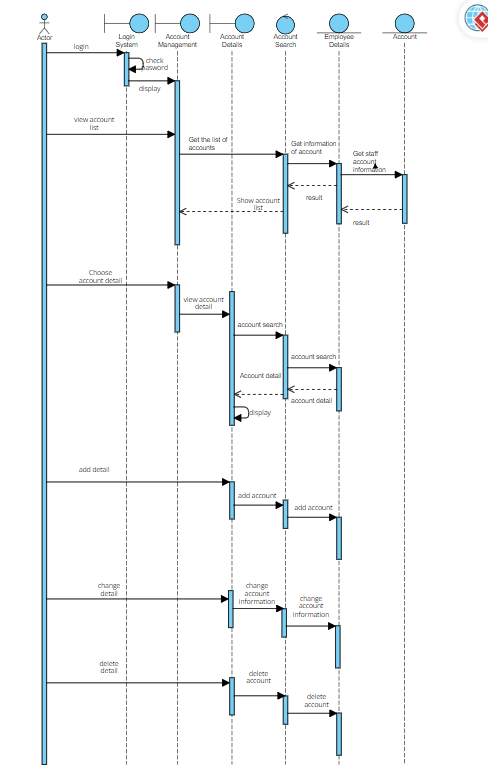 Actor
Login
System
Account
Management
Account
Details
Account
Search
Employee
Details
Account
login
check
password
display
view account
list
Get the list of
accounts
Get information
of account
Get staff
account
information
result
result
Show account
list
Choose
account detail
view account
detail
account search
account search
Account detail
account detail
display
add detail
add account
add account
change
detail
change
account
information
change
account
information
delete
detail
delete
account
delete
account